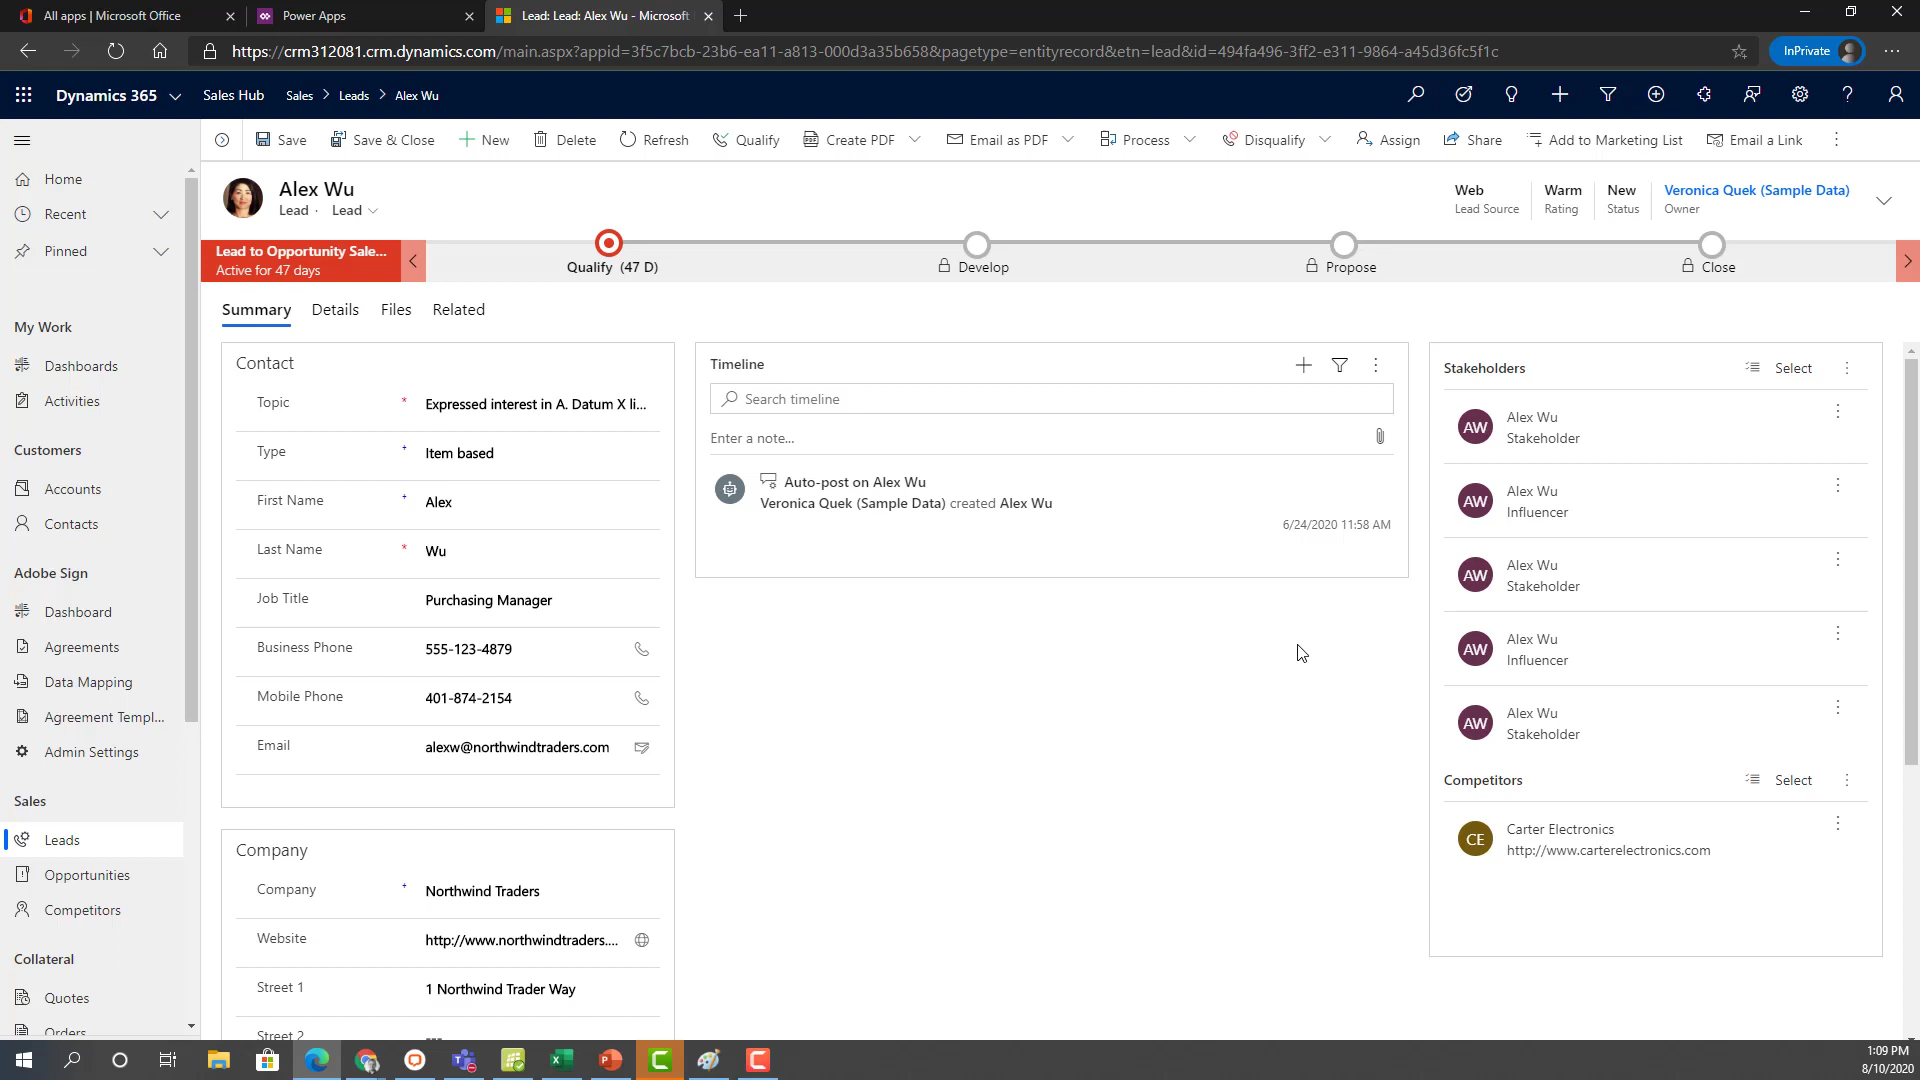 All apps | Microsoft Office
Power Apps
Lead: Lead: Alex Wu - Microsoft
https://crm312081.crm.dynamics.com/main.aspx?appid=3f5c7bcb-23b6-ea11-a813-000d3a35b658&pagetype=entityrecord&etn=lead&id=494fa496-3ff2-e311-9864-a45d36fc5f1c
InPrivate
Dynamics 365
Sales Hub
Sales > Leads > Alex Wu
Save
Save & Close
New
Delete
Refresh
Qualify
Create PDF
Email as PDF
Process
Disqualify
Assign
Share
Add to Marketing List
Email a Link
Home
Recent
Pinned
My Work
Dashboards
Activities
Customers
Accounts
Contacts
Adobe Sign
Dashboard
Agreements
Data Mapping
Agreement Templ...
Admin Settings
Sales
Leads
Opportunities
Competitors
Collateral
Quotes
Orders
Alex Wu
Lead · Lead
Web
Lead Source
Warm
Rating
New
Status
Veronica Quek (Sample Data)
Owner
Lead to Opportunity Sale...
Active for 47 days
Qualify (47 D)
Develop
Propose
Close
Summary
Details
Files
Related
Contact
Topic * Expressed interest in A. Datum X li...
Type + Item based
First Name + Alex
Last Name * Wu
Job Title Purchasing Manager
Business Phone 555-123-4879
Mobile Phone 401-874-2154
Email alexw@northwindtraders.com
Company
Company + Northwind Traders
Website http://www.northwindtraders....
Street 1 1 Northwind Trader Way
Street 2 ---
Timeline
Search timeline
Enter a note...
Auto-post on Alex Wu
Veronica Quek (Sample Data) created Alex Wu
6/24/2020 11:58 AM
Stakeholders
Select
AW
Alex Wu
Stakeholder
AW
Alex Wu
Influencer
AW
Alex Wu
Stakeholder
AW
Alex Wu
Influencer
AW
Alex Wu
Stakeholder
Competitors
Select
CE
Carter Electronics
http://www.carterelectronics.com
1:09 PM
8/10/2020